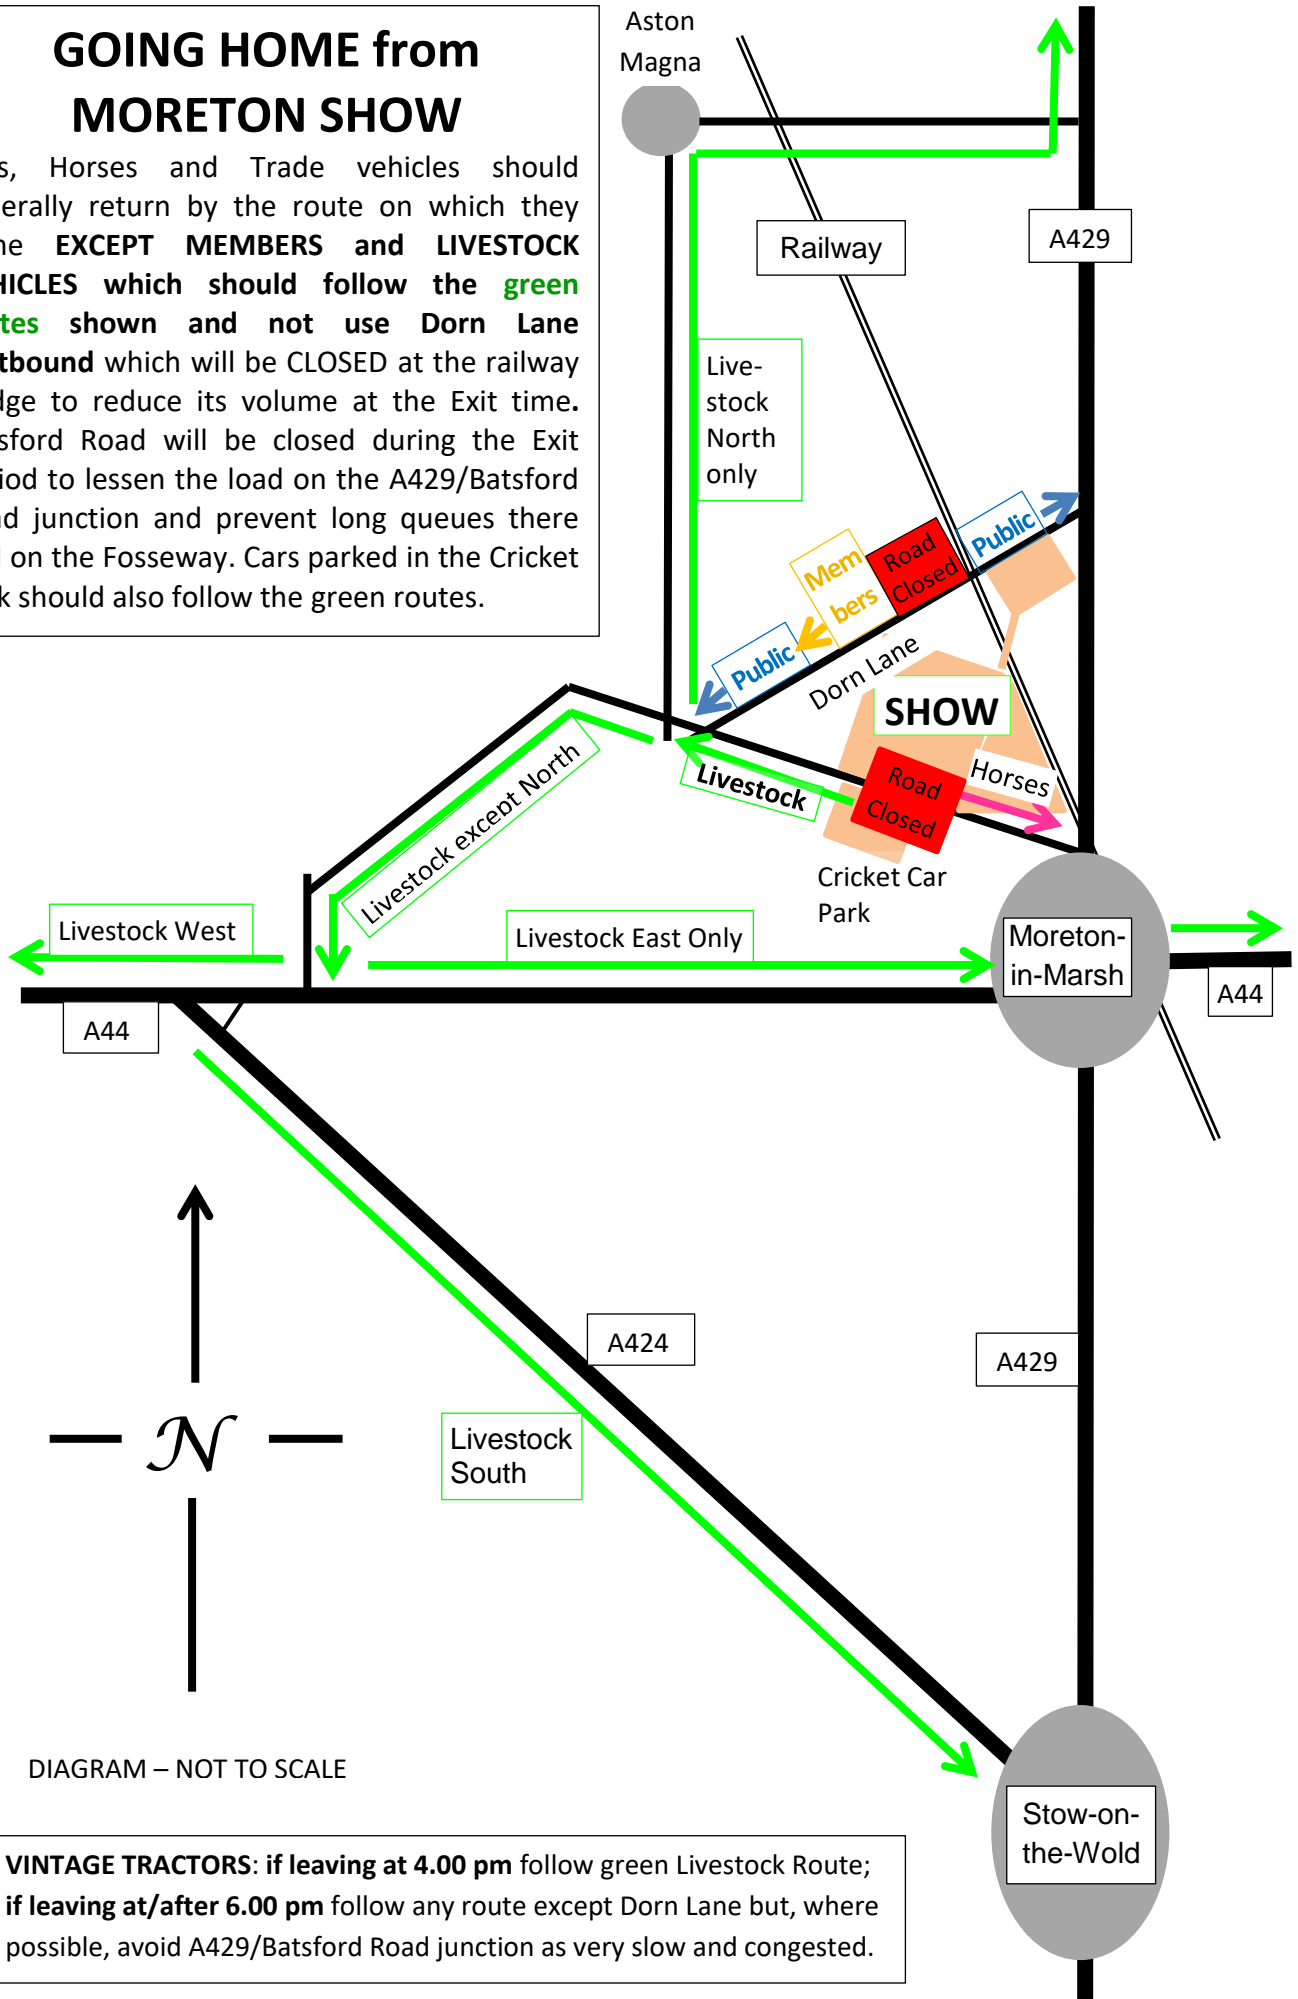 GOING HOME from
MORETON SHOW
s, Horses and Trade vehicles should
erally return by the route on which they
ne EXCEPT MEMBERS and LIVESTOCK
HICLES which should follow the green
tes shown and not use Dorn Lane
tbound which will be CLOSED at the railway
dge to reduce its volume at the Exit time.
sford Road will be closed during the Exit
iod to lessen the load on the A429/Batsford
d junction and prevent long queues there
l on the Fosseway. Cars parked in the Cricket
k should also follow the green routes.
Aston
Magna
Railway
A429
Live-
stock
North
only
Public
Road
Closed
Mem
bers
Public
Dorn Lane
SHOW
Horses
Livestock
Road
Closed
Livestock except North
Cricket Car
Park
Livestock West
Livestock East Only
Moreton-
in-Marsh
A44
A44
A424
A429
N
Livestock
South
DIAGRAM – NOT TO SCALE
Stow-on-
the-Wold
VINTAGE TRACTORS: if leaving at 4.00 pm follow green Livestock Route;
if leaving at/after 6.00 pm follow any route except Dorn Lane but, where
possible, avoid A429/Batsford Road junction as very slow and congested.